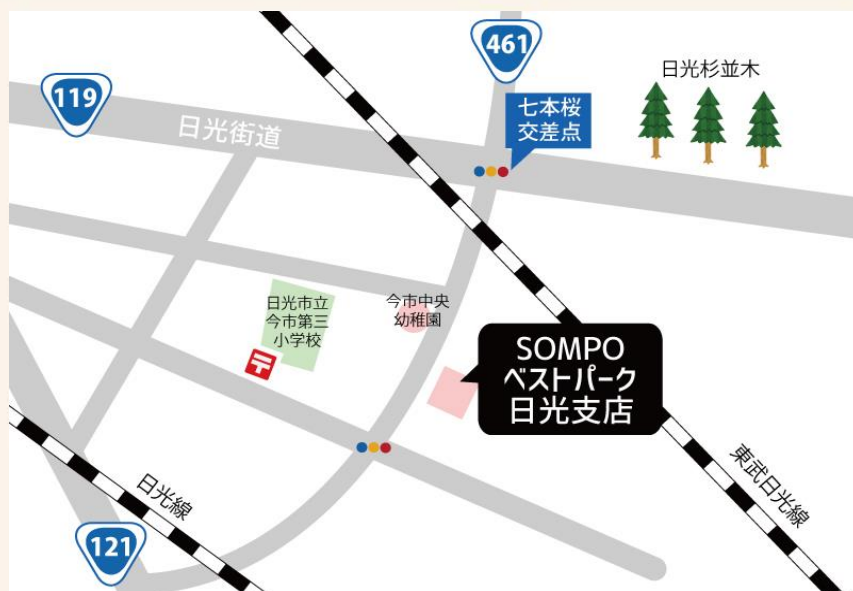 461
日光杉並木
119
七本桜
交差点
日光街道
日光市立
今市第三
小学校
今市中央
幼稚園
〒
SOMPO
ベストパーク
日光支店
東武日光線
日光線
121